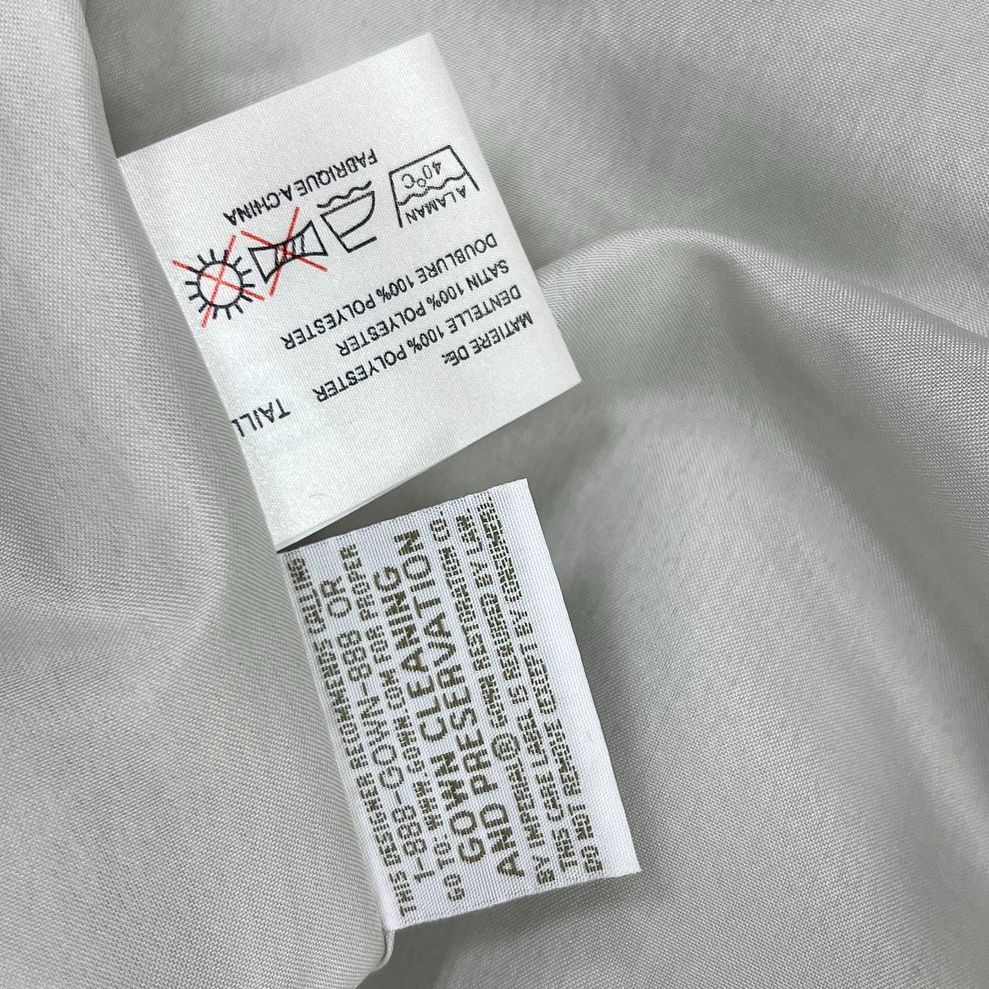 MATIERE DE:
DENTELLE 100% POLYESTER
SATIN 100% POLYESTER
DOUBLURE 100% POLYESTER
TAILL
A LAMAN
40°C
FABRIQUE A CHINA
THIS DESIGNER RECOMMENDS CALLING
1-888-GOWN-888 OR
GO TO: WWW.GOWN.COM FOR PROPER
GOWN CLEANING
AND PRESERVATION
BY IMPERIAL ® GOWN RESTORATION CO.
THIS CARE LABEL IS REQUIRED BY LAW.
DO NOT REMOVE EXCEPT BY CONSUMER.